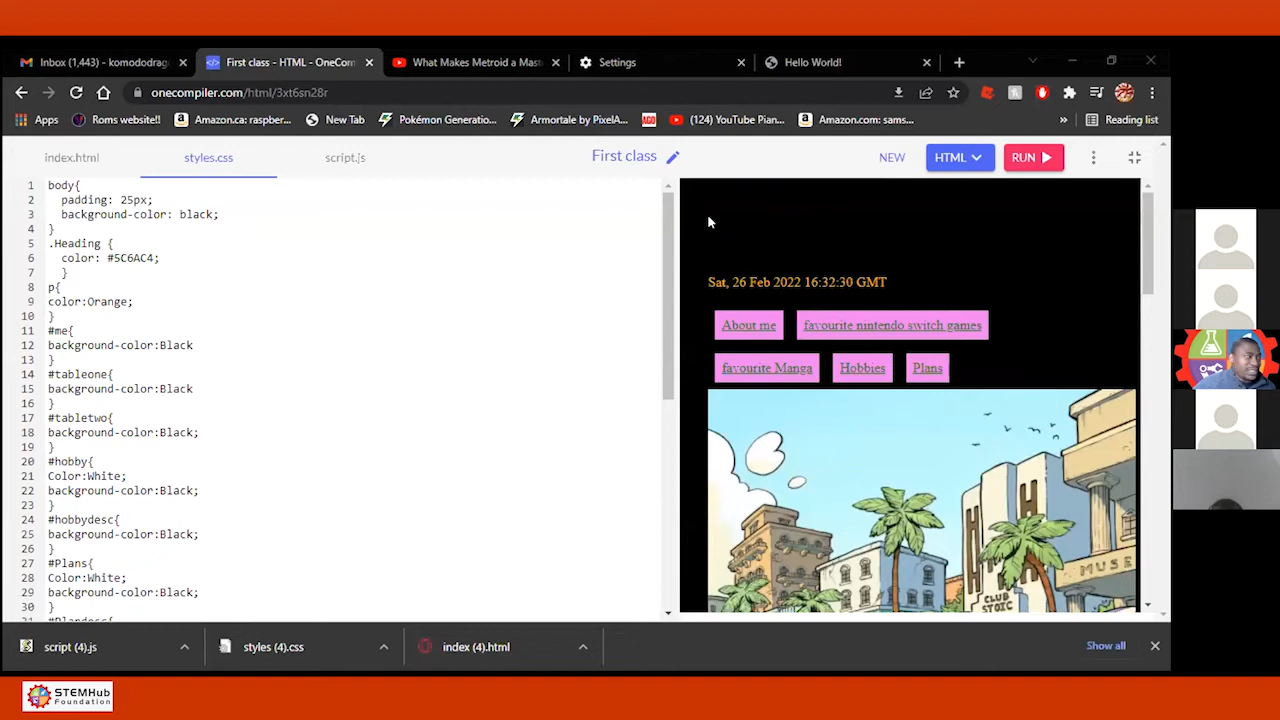 Inbox (1,443) - komododrag
First class - HTML - OneCom
What Makes Metroid a Mast
Settings
Hello World!
onecompiler.com/html/3xt6sn28r
Apps
Roms website!!
Amazon.ca: raspber...
New Tab
Pokémon Generatio...
Armortale by PixelA...
AGO
(124) YouTube Pian...
Amazon.com: sams...
»
Reading list
index.html
styles.css
script.js
First class
NEW
HTML
RUN
1 body{
2 padding: 25px;
3 background-color: black;
4 }
5 .Heading {
6 color: #5C6AC4;
7 }
8 p{
9 color:Orange;
10 }
11 #me{
12 background-color:Black
13 }
14 #tableone{
15 background-color:Black
16 }
17 #tabletwo{
18 background-color:Black;
19 }
20 #hobby{
21 Color:White;
22 background-color:Black;
23 }
24 #hobbydesc{
25 background-color:Black;
26 }
27 #Plans{
28 Color:White;
29 background-color:Black;
30 }
Sat, 26 Feb 2022 16:32:30 GMT
About me
favourite nintendo switch games
favourite Manga
Hobbies
Plans
MUSE
CLUB
STOIC
script (4).js
styles (4).css
index (4).html
Show all
STEMHub
Foundation